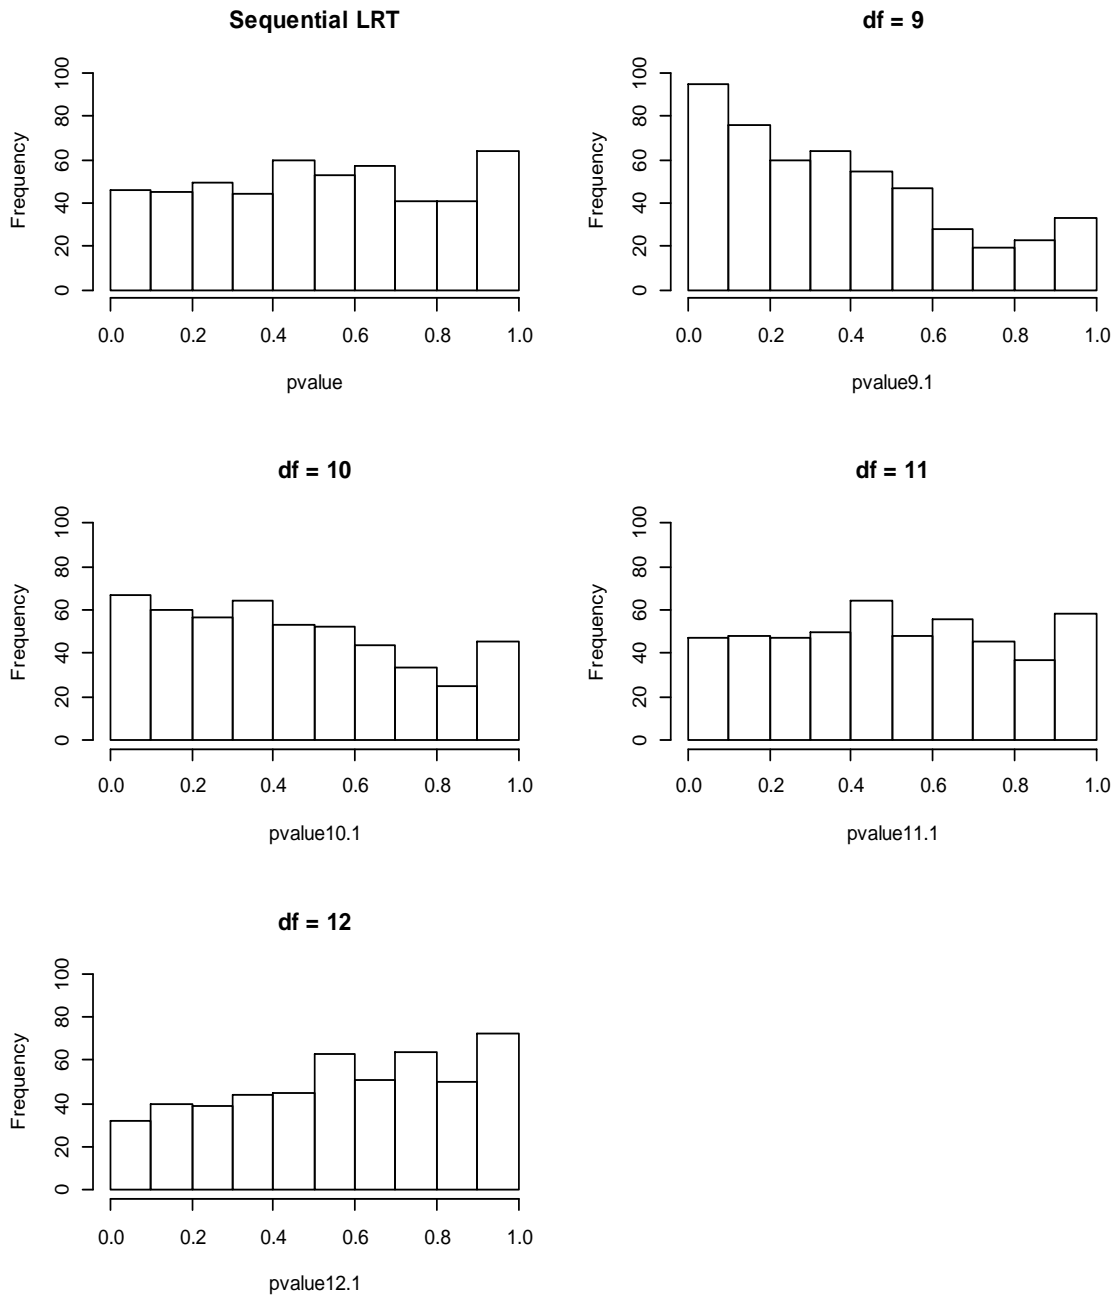 Sequential LRT
Frequency
0 20 40 60 80 100
0.0 0.2 0.4 0.6 0.8 1.0
pvalue
df = 9
Frequency
0 20 40 60 80 100
0.0 0.2 0.4 0.6 0.8 1.0
pvalue9.1
df = 10
Frequency
0 20 40 60 80 100
0.0 0.2 0.4 0.6 0.8 1.0
pvalue10.1
df = 11
Frequency
0 20 40 60 80 100
0.0 0.2 0.4 0.6 0.8 1.0
pvalue11.1
df = 12
Frequency
0 20 40 60 80 100
0.0 0.2 0.4 0.6 0.8 1.0
pvalue12.1